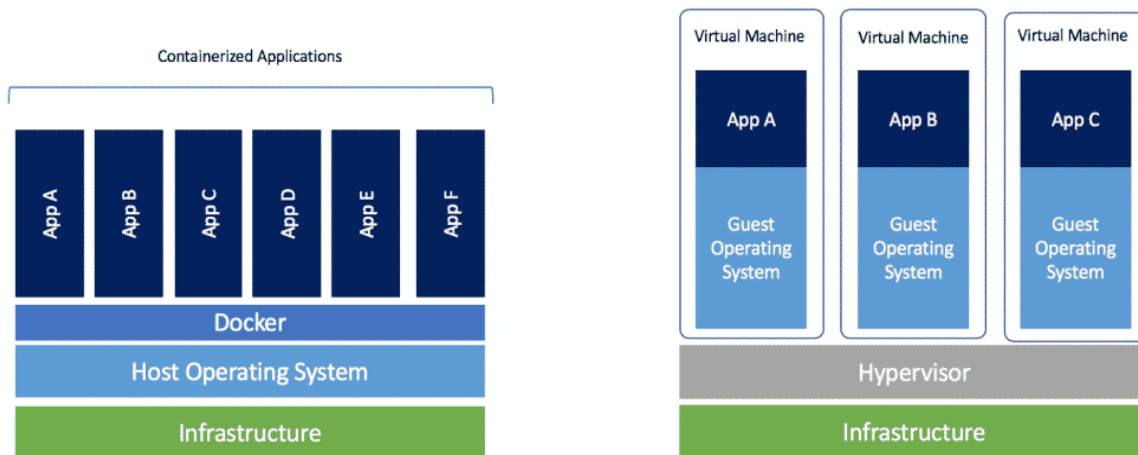 Containerized Applications
App A
App B
App C
App D
App E
App F
Docker
Host Operating System
Infrastructure
Virtual Machine
App A
Guest
Operating
System
Virtual Machine
App B
Guest
Operating
System
Virtual Machine
App C
Guest
Operating
System
Hypervisor
Infrastructure